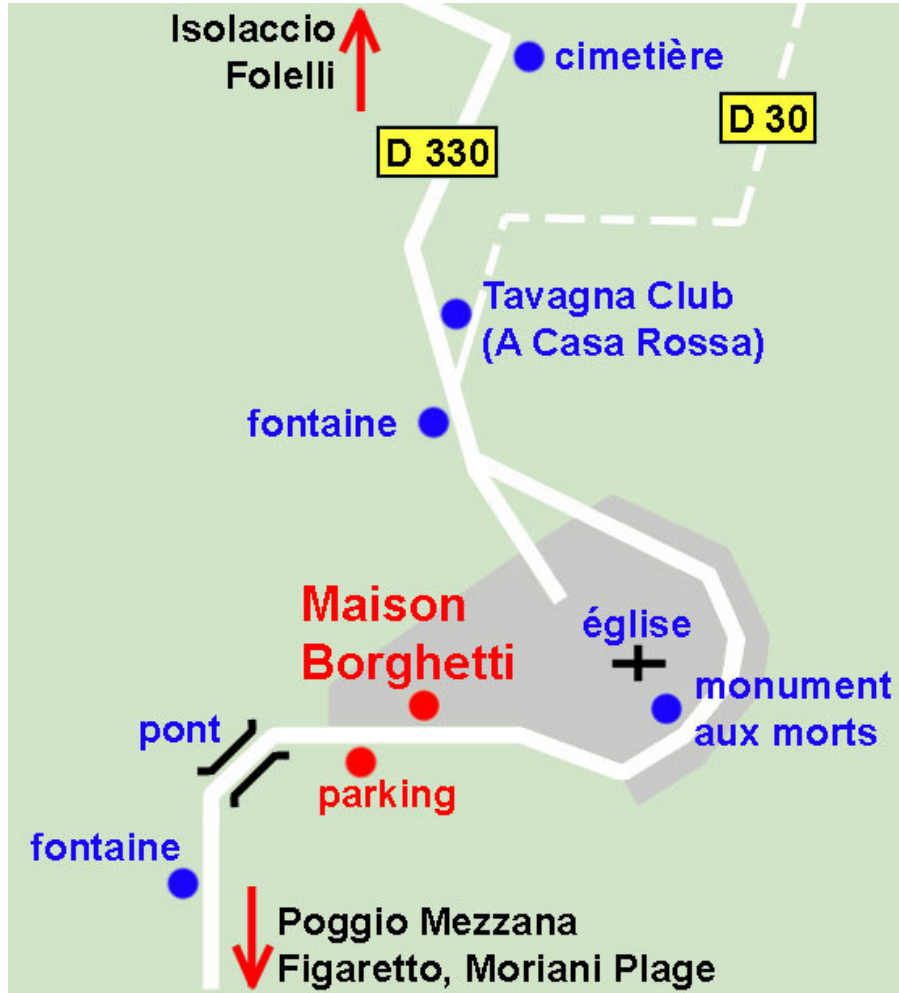 Isolaccio
Folelli
cimetière
D 30
D 330
Tavagna Club
(A Casa Rossa)
fontaine
Maison
Borghetti
église
monument
aux morts
pont
parking
fontaine
Poggio Mezzana
Figaretto, Moriani Plage